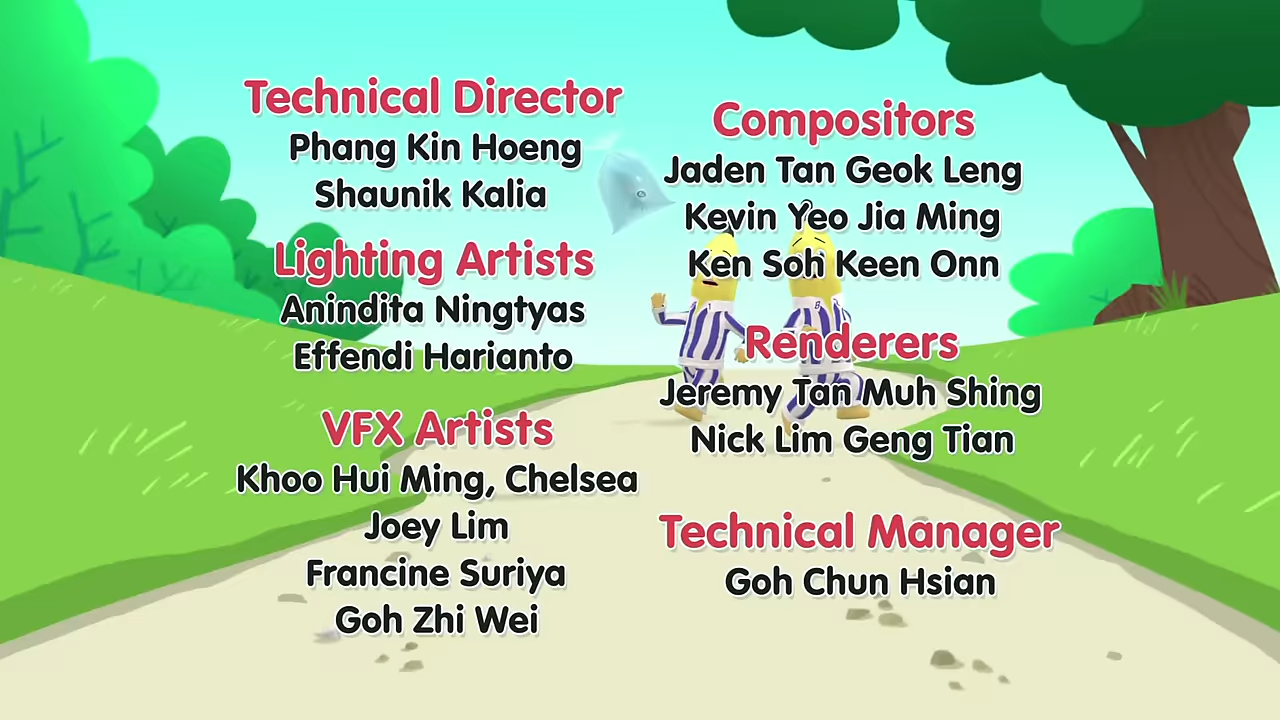 Technical Director
Phang Kin Hoeng
Shaunik Kalia
Lighting Artists
Anindita Ningtyas
Effendi Harianto
VFX Artists
Khoo Hui Ming, Chelsea
Joey Lim
Francine Suriya
Goh Zhi Wei
Compositors
Jaden Tan Geok Leng
Kevin Yeo Jia Ming
Ken Soh Keen Onn
Renderers
Jeremy Tan Muh Shing
Nick Lim Geng Tian
Technical Manager
Goh Chun Hsian